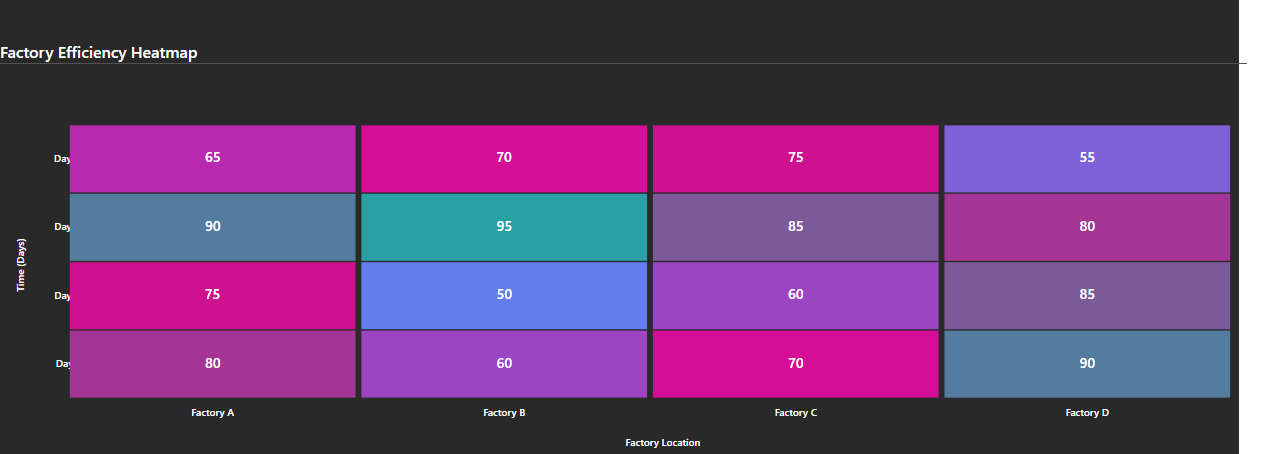 Factory Efficiency Heatmap
Time (Days)
Day 65 70 75 55
Day 90 95 85 80
Day 75 50 60 85
Day 80 60 70 90
Factory A Factory B Factory C Factory D
Factory Location